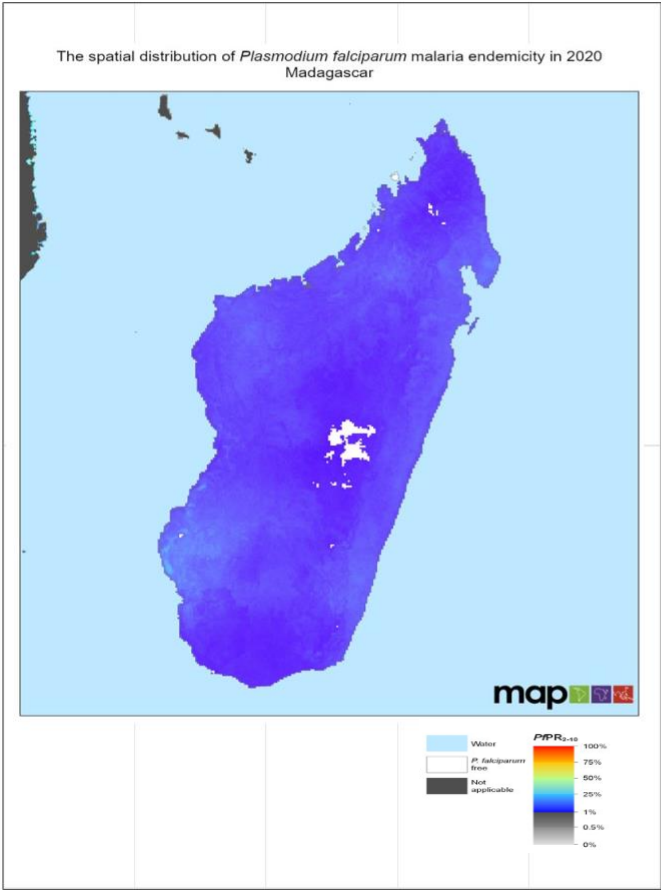 The spatial distribution of Plasmodium falciparum malaria endemicity in 2020
Madagascar
map
Water
P. falciparum
free
Not
applicable
PfPR₂₋₁₀
100%
75%
50%
25%
1%
0.5%
0%